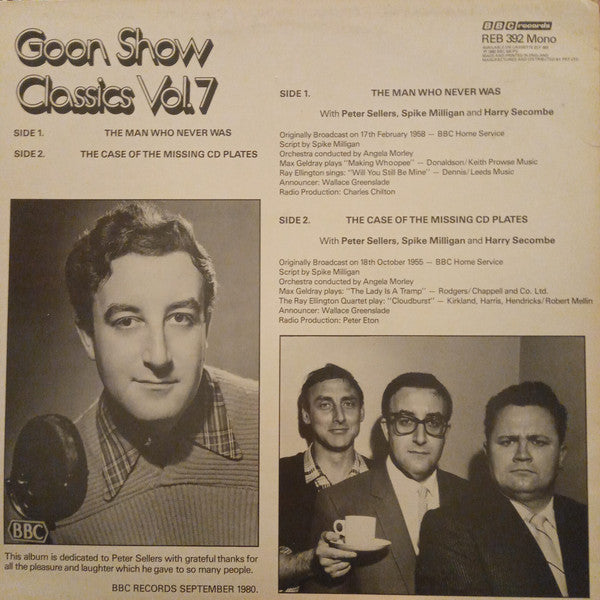 Goon Show
Classics Vol.7
SIDE 1. THE MAN WHO NEVER WAS
SIDE 2. THE CASE OF THE MISSING CD PLATES
BBC records
REB 392 Mono
SIDE 1. THE MAN WHO NEVER WAS
With Peter Sellers, Spike Milligan and Harry Secombe
Originally Broadcast on 17th February 1958 — BBC Home Service
Script by Spike Milligan
Orchestra conducted by Angela Morley
Max Geldray plays "Making Whoopee" — Donaldson/Keith Prowse Music
Ray Ellington sings: "Will You Still Be Mine" — Dennis/Leeds Music
Announcer: Wallace Greenslade
Radio Production: Charles Chilton
SIDE 2. THE CASE OF THE MISSING CD PLATES
With Peter Sellers, Spike Milligan and Harry Secombe
Originally Broadcast on 18th October 1955 — BBC Home Service
Script by Spike Milligan
Orchestra conducted by Angela Morley
Max Geldray plays: "The Lady Is A Tramp" — Rodgers/Chappell and Co. Ltd.
The Ray Ellington Quartet play: "Cloudburst" — Kirkland, Harris, Hendricks/Robert Mellin
Announcer: Wallace Greenslade
Radio Production: Peter Eton
BBC
This album is dedicated to Peter Sellers with grateful thanks for
all the pleasure and laughter which he gave to so many people.
BBC RECORDS SEPTEMBER 1980.